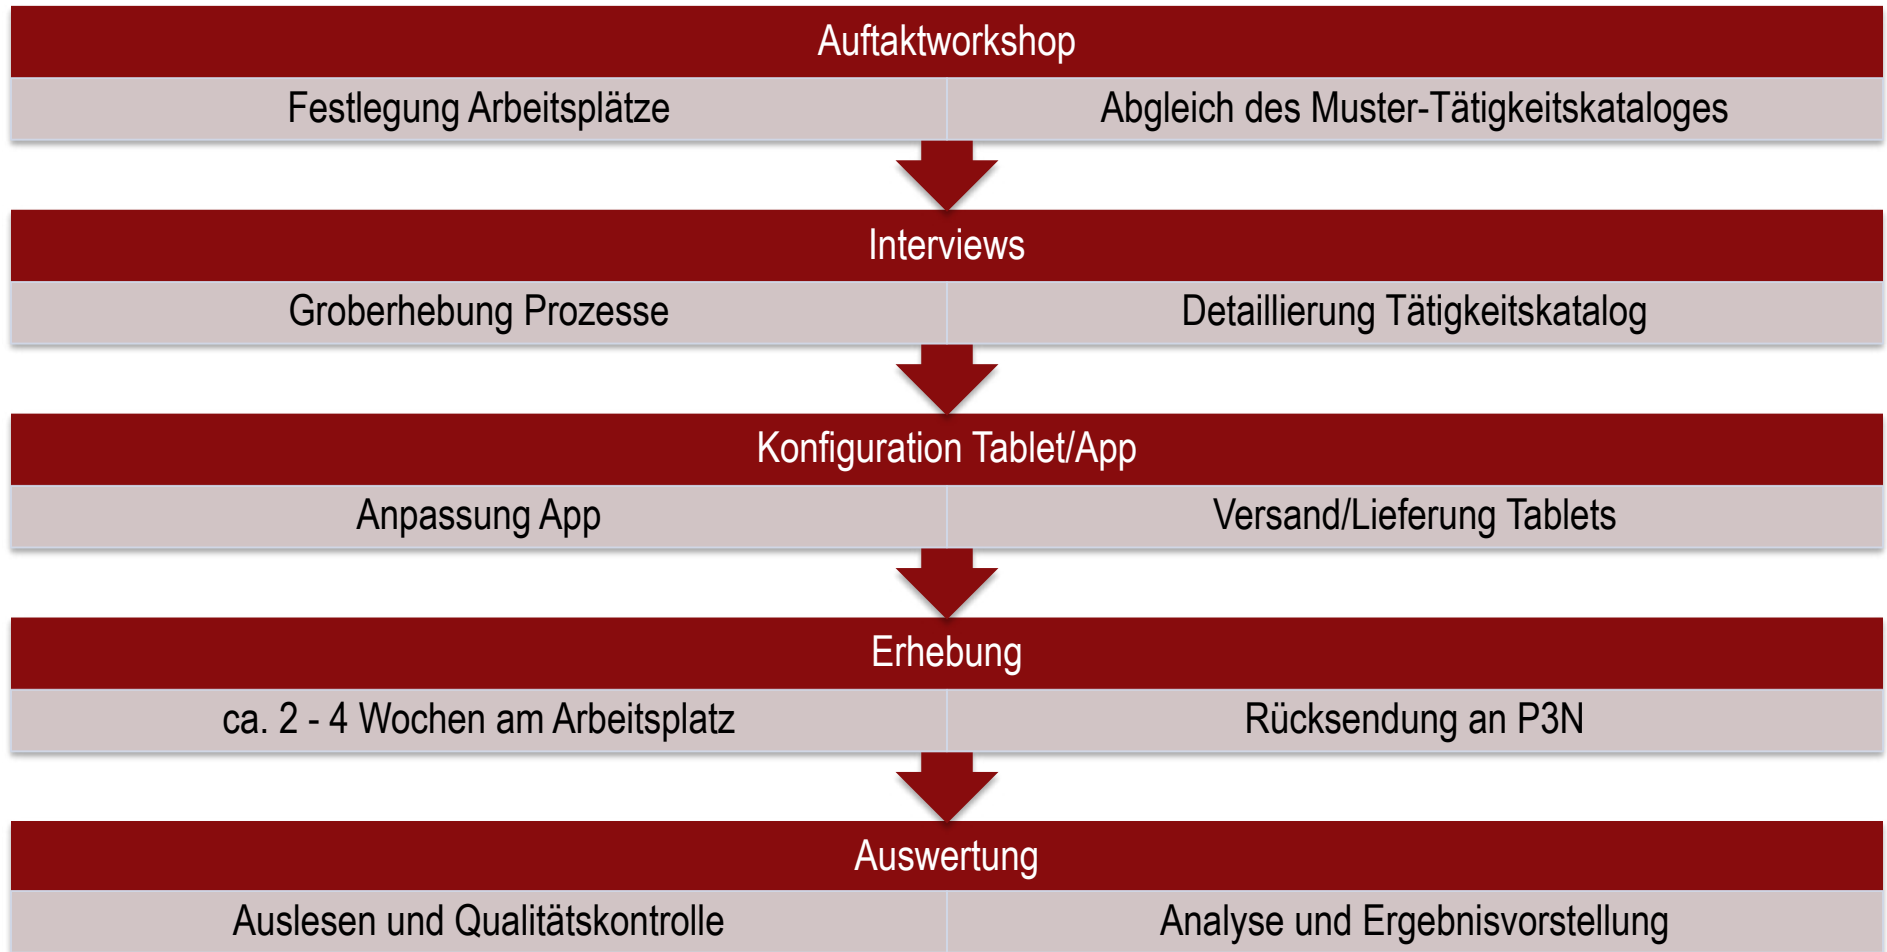 Auftaktworkshop
Festlegung Arbeitsplätze
Abgleich des Muster-Tätigkeitskataloges
Interviews
Groberhebung Prozesse
Detaillierung Tätigkeitskatalog
Konfiguration Tablet/App
Anpassung App
Versand/Lieferung Tablets
Erhebung
ca. 2 - 4 Wochen am Arbeitsplatz
Rücksendung an P3N
Auswertung
Auslesen und Qualitätskontrolle
Analyse und Ergebnisvorstellung